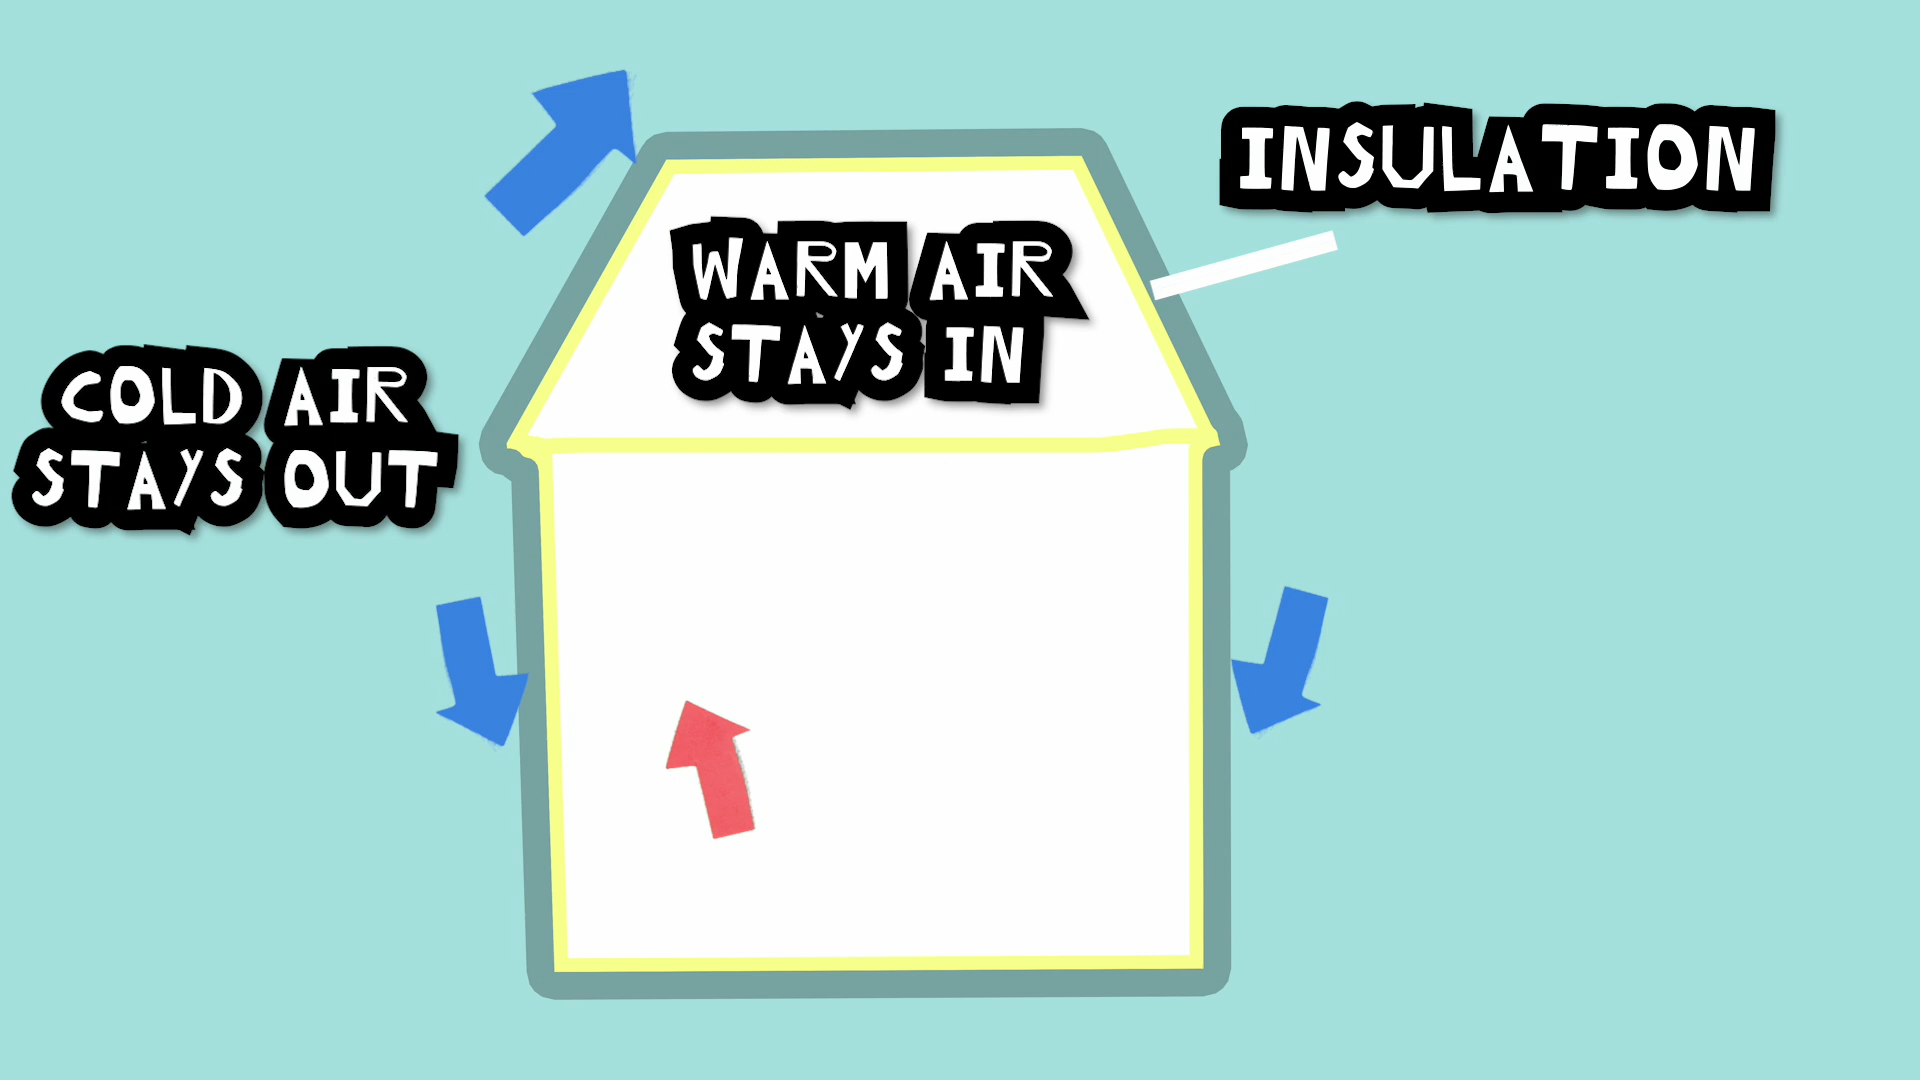 INSULATION
WARM AIR
STAYS IN
COLD AIR
STAYS OUT